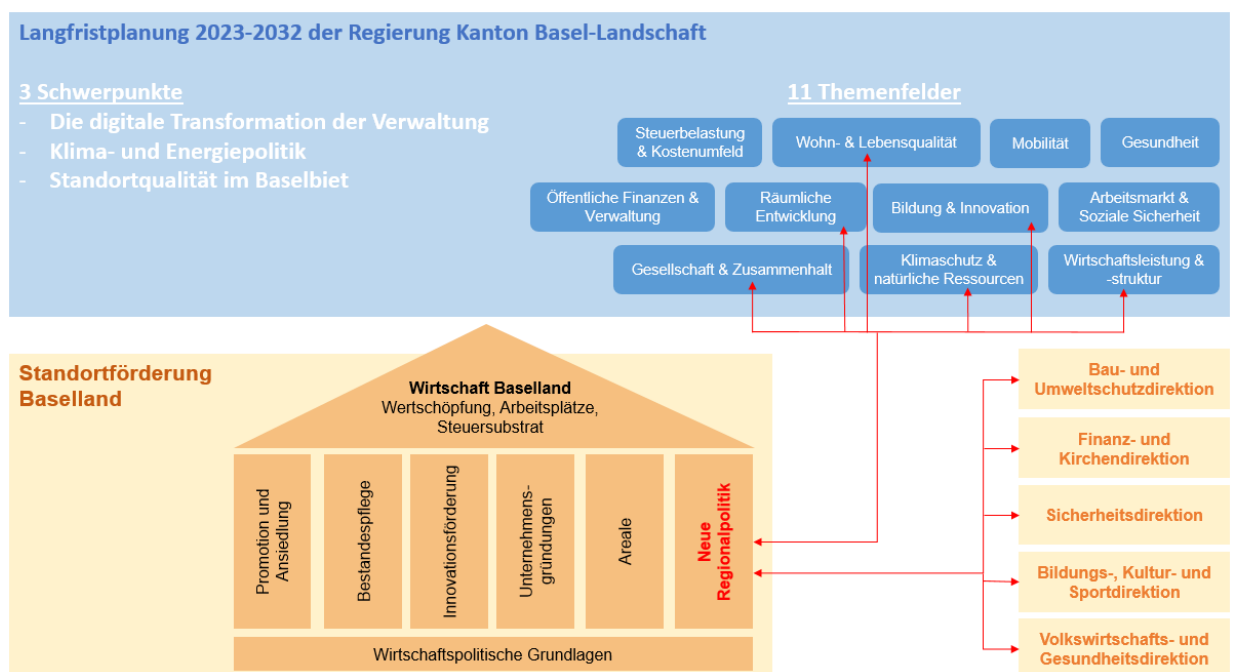 Langfristplanung 2023-2032 der Regierung Kanton Basel-Landschaft
3 Schwerpunkte
- Die digitale Transformation der Verwaltung
- Klima- und Energiepolitik
- Standortqualität im Baselbiet
11 Themenfelder
Steuerbelastung
& Kostenumfeld
Wohn- & Lebensqualität
Mobilität
Gesundheit
Öffentliche Finanzen &
Verwaltung
Räumliche
Entwicklung
Bildung & Innovation
Arbeitsmarkt &
Soziale Sicherheit
Gesellschaft & Zusammenhalt
Klimaschutz &
natürliche Ressourcen
Wirtschaftsleistung &
-struktur
Standortförderung
Baselland
Wirtschaft Baselland
Wertschöpfung, Arbeitsplätze,
Steuersubstrat
Promotion und
Ansiedlung
Bestandespflege
Innovationsförderung
Unternehmens-
gründungen
Areale
Neue
Regionalpolitik
Wirtschaftspolitische Grundlagen
Bau- und
Umweltschutzdirektion
Finanz- und
Kirchendirektion
Sicherheitsdirektion
Bildungs-, Kultur- und
Sportdirektion
Volkswirtschafts- und
Gesundheitsdirektion